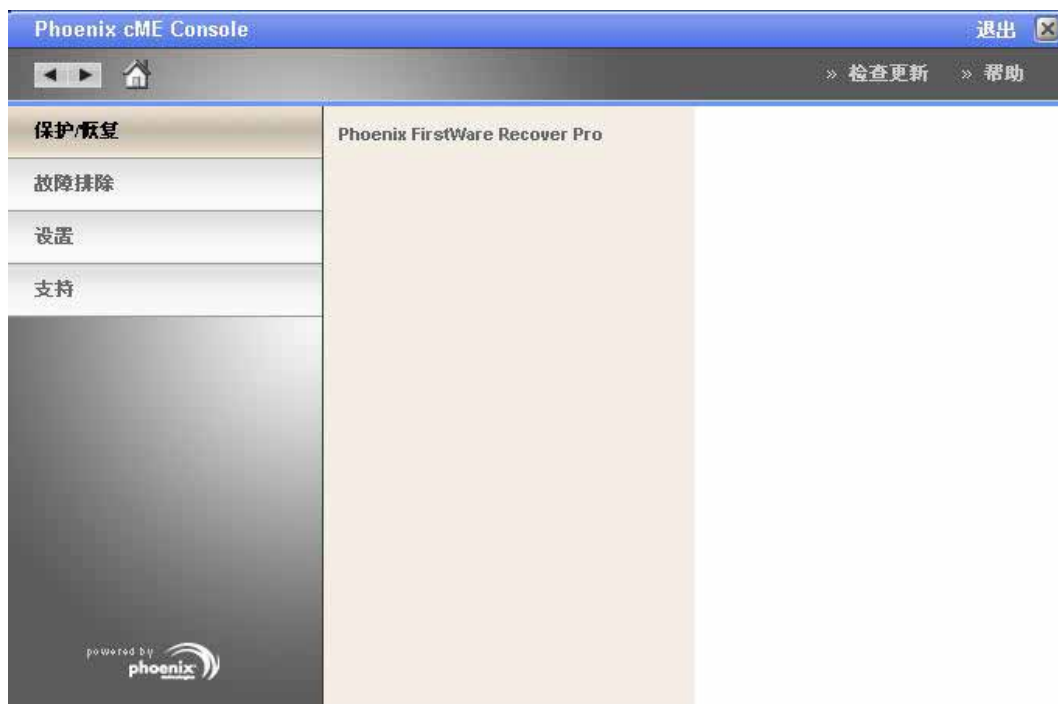 Phoenix cME Console
退出
» 检查更新 » 帮助
保护/恢复
故障排除
设置
支持
Phoenix FirstWare Recover Pro
powered by
phoenix